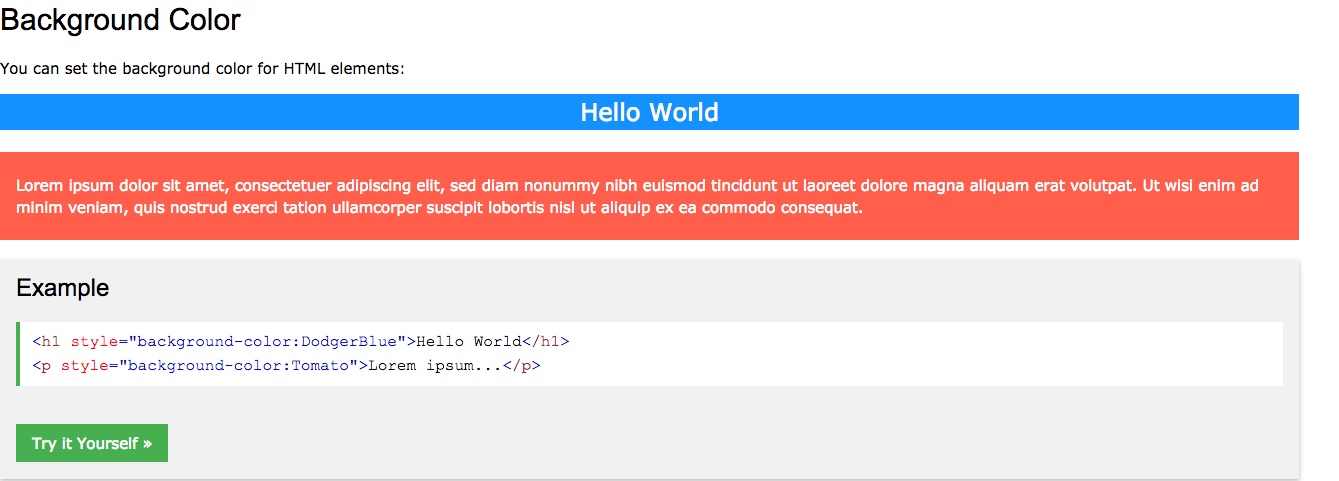 Background Color
You can set the background color for HTML elements:
Hello World
Lorem ipsum dolor sit amet, consectetuer adipiscing elit, sed diam nonummy nibh euismod tincidunt ut laoreet dolore magna aliquam erat volutpat. Ut wisi enim ad
minim veniam, quis nostrud exerci tation ullamcorper suscipit lobortis nisl ut aliquip ex ea commodo consequat.
Example
<h1 style="background-color:DodgerBlue">Hello World</h1>
<p style="background-color:Tomato">Lorem ipsum...</p>
Try it Yourself »